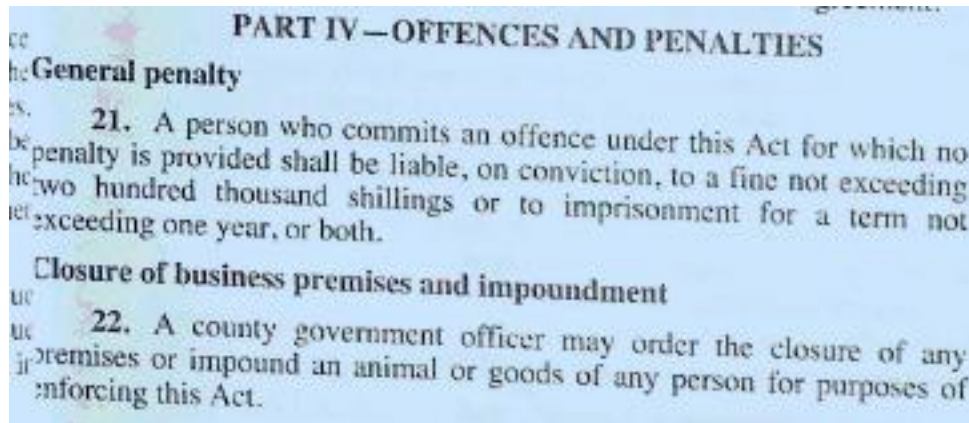 PART IV—OFFENCES AND PENALTIES
General penalty
21. A person who commits an offence under this Act for which no
penalty is provided shall be liable, on conviction, to a fine not exceeding
two hundred thousand shillings or to imprisonment for a term not
exceeding one year, or both.
Closure of business premises and impoundment
22. A county government officer may order the closure of any
premises or impound an animal or goods of any person for purposes of
enforcing this Act.